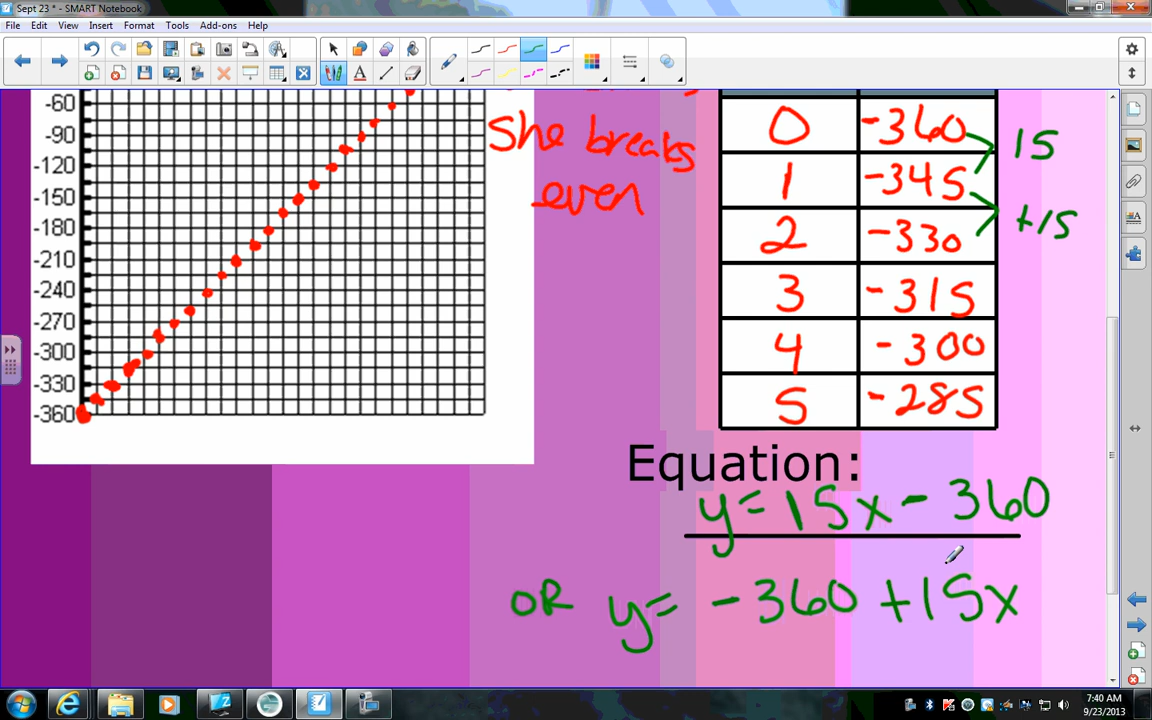 Sept 23 * - SMART Notebook
File Edit View Insert Format Tools Add-ons Help
-60
-90
-120
-150
-180
-210
-240
-270
-300
-330
-360
She breaks
even
0 -360
1 -345
2 -330
3 -315
4 -300
5 -285
15
+15
Equation:
y=15x-360
OR y=-360+15x
7:40 AM
9/23/2013